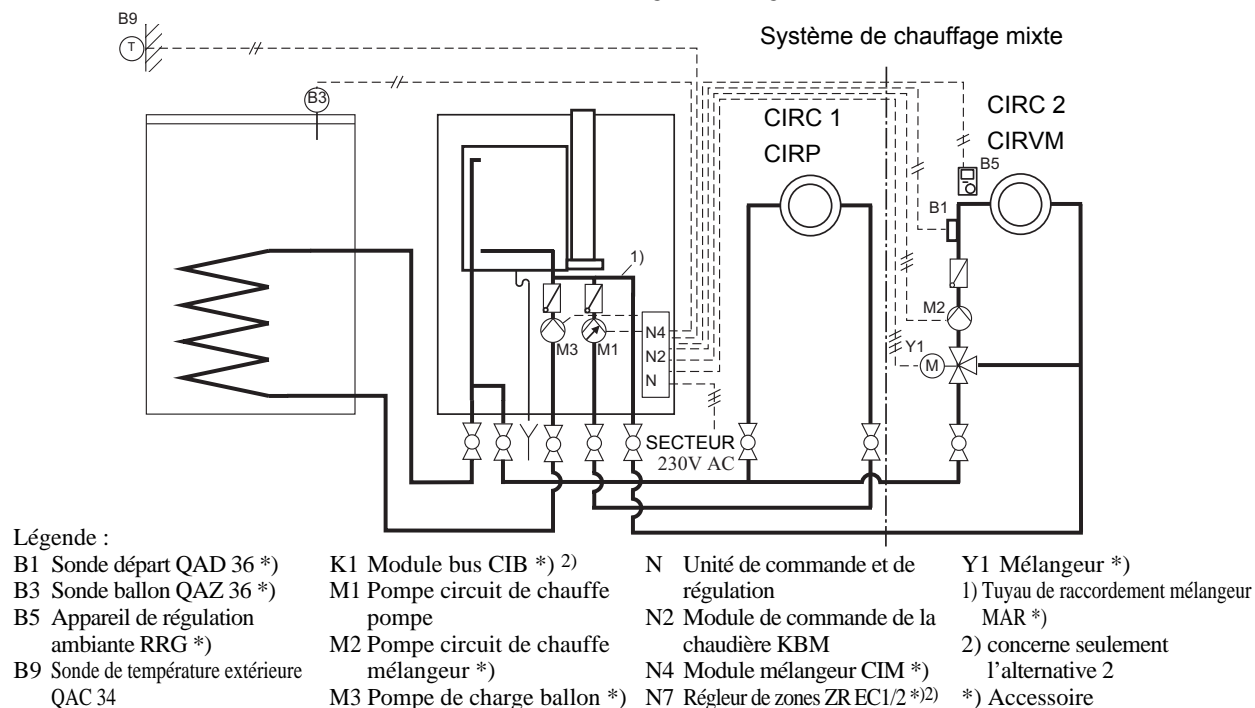 B9
T
Système de chauffage mixte
B3
CIRC 1
CIRP
CIRC 2
CIRVM
B5
B1
1)
M3
M1
N4
N2
N
M2
Y1
M
SECTEUR
230V AC
Légende :
B1 Sonde départ QAD 36 *)
B3 Sonde ballon QAZ 36 *)
B5 Appareil de régulation
ambiante RRG *)
B9 Sonde de température extérieure
QAC 34
K1 Module bus CIB *) 2)
M1 Pompe circuit de chauffe
pompe
M2 Pompe circuit de chauffe
mélangeur *)
M3 Pompe de charge ballon *)
N Unité de commande et de
régulation
N2 Module de commande de la
chaudière KBM
N4 Module mélangeur CIM *)
N7 Régleur de zones ZR EC1/2 *)2)
Y1 Mélangeur *)
1) Tuyau de raccordement mélangeur
MAR *)
2) concerne seulement
l’alternative 2
*) Accessoire